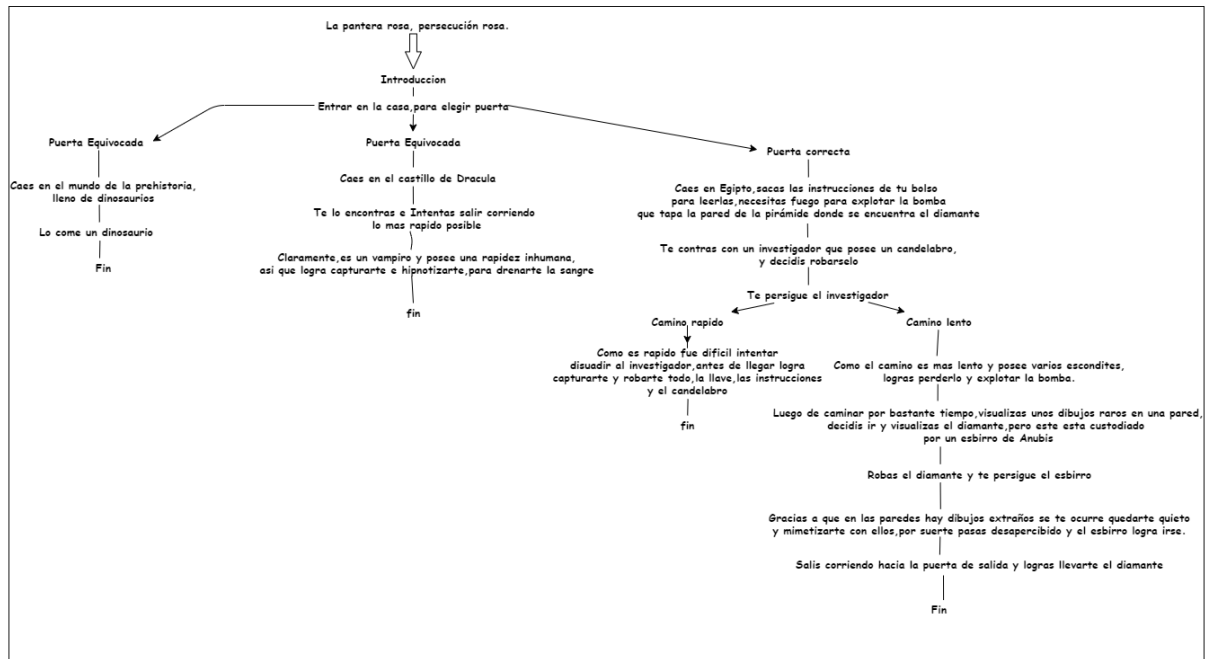 La pantera rosa, persecución rosa.
Introduccion
Entrar en la casa,para elegir puerta
Puerta Equivocada
Caes en el mundo de la prehistoria,
lleno de dinosaurios
Lo come un dinosaurio
Fin
Puerta Equivocada
Caes en el castillo de Dracula
Te lo encontras e Intentas salir corriendo
lo mas rapido posible
Claramente,es un vampiro y posee una rapidez inhumana,
asi que logra capturarte e hipnotizarte,para drenarte la sangre
fin
Puerta correcta
Caes en Egipto,sacas las instrucciones de tu bolso
para leerlas,necesitas fuego para explotar la bomba
que tapa la pared de la pirámide donde se encuentra el diamante
Te contras con un investigador que posee un candelabro,
y decidis robarselo
Te persigue el investigador
Camino rapido
Como es rapido fue dificil intentar
disuadir al investigador,antes de llegar logra
capturarte y robarte todo,la llave,las instrucciones
y el candelabro
fin
Camino lento
Como el camino es mas lento y posee varios escondites,
logras perderlo y explotar la bomba.
Luego de caminar por bastante tiempo,visualizas unos dibujos raros en una pared,
decidis ir y visualizas el diamante,pero este esta custodiado
por un esbirro de Anubis
Robas el diamante y te persigue el esbirro
Gracias a que en las paredes hay dibujos extraños se te ocurre quedarte quieto
y mimetizarte con ellos,por suerte pasas desapercibido y el esbirro logra irse.
Salis corriendo hacia la puerta de salida y logras llevarte el diamante
Fin